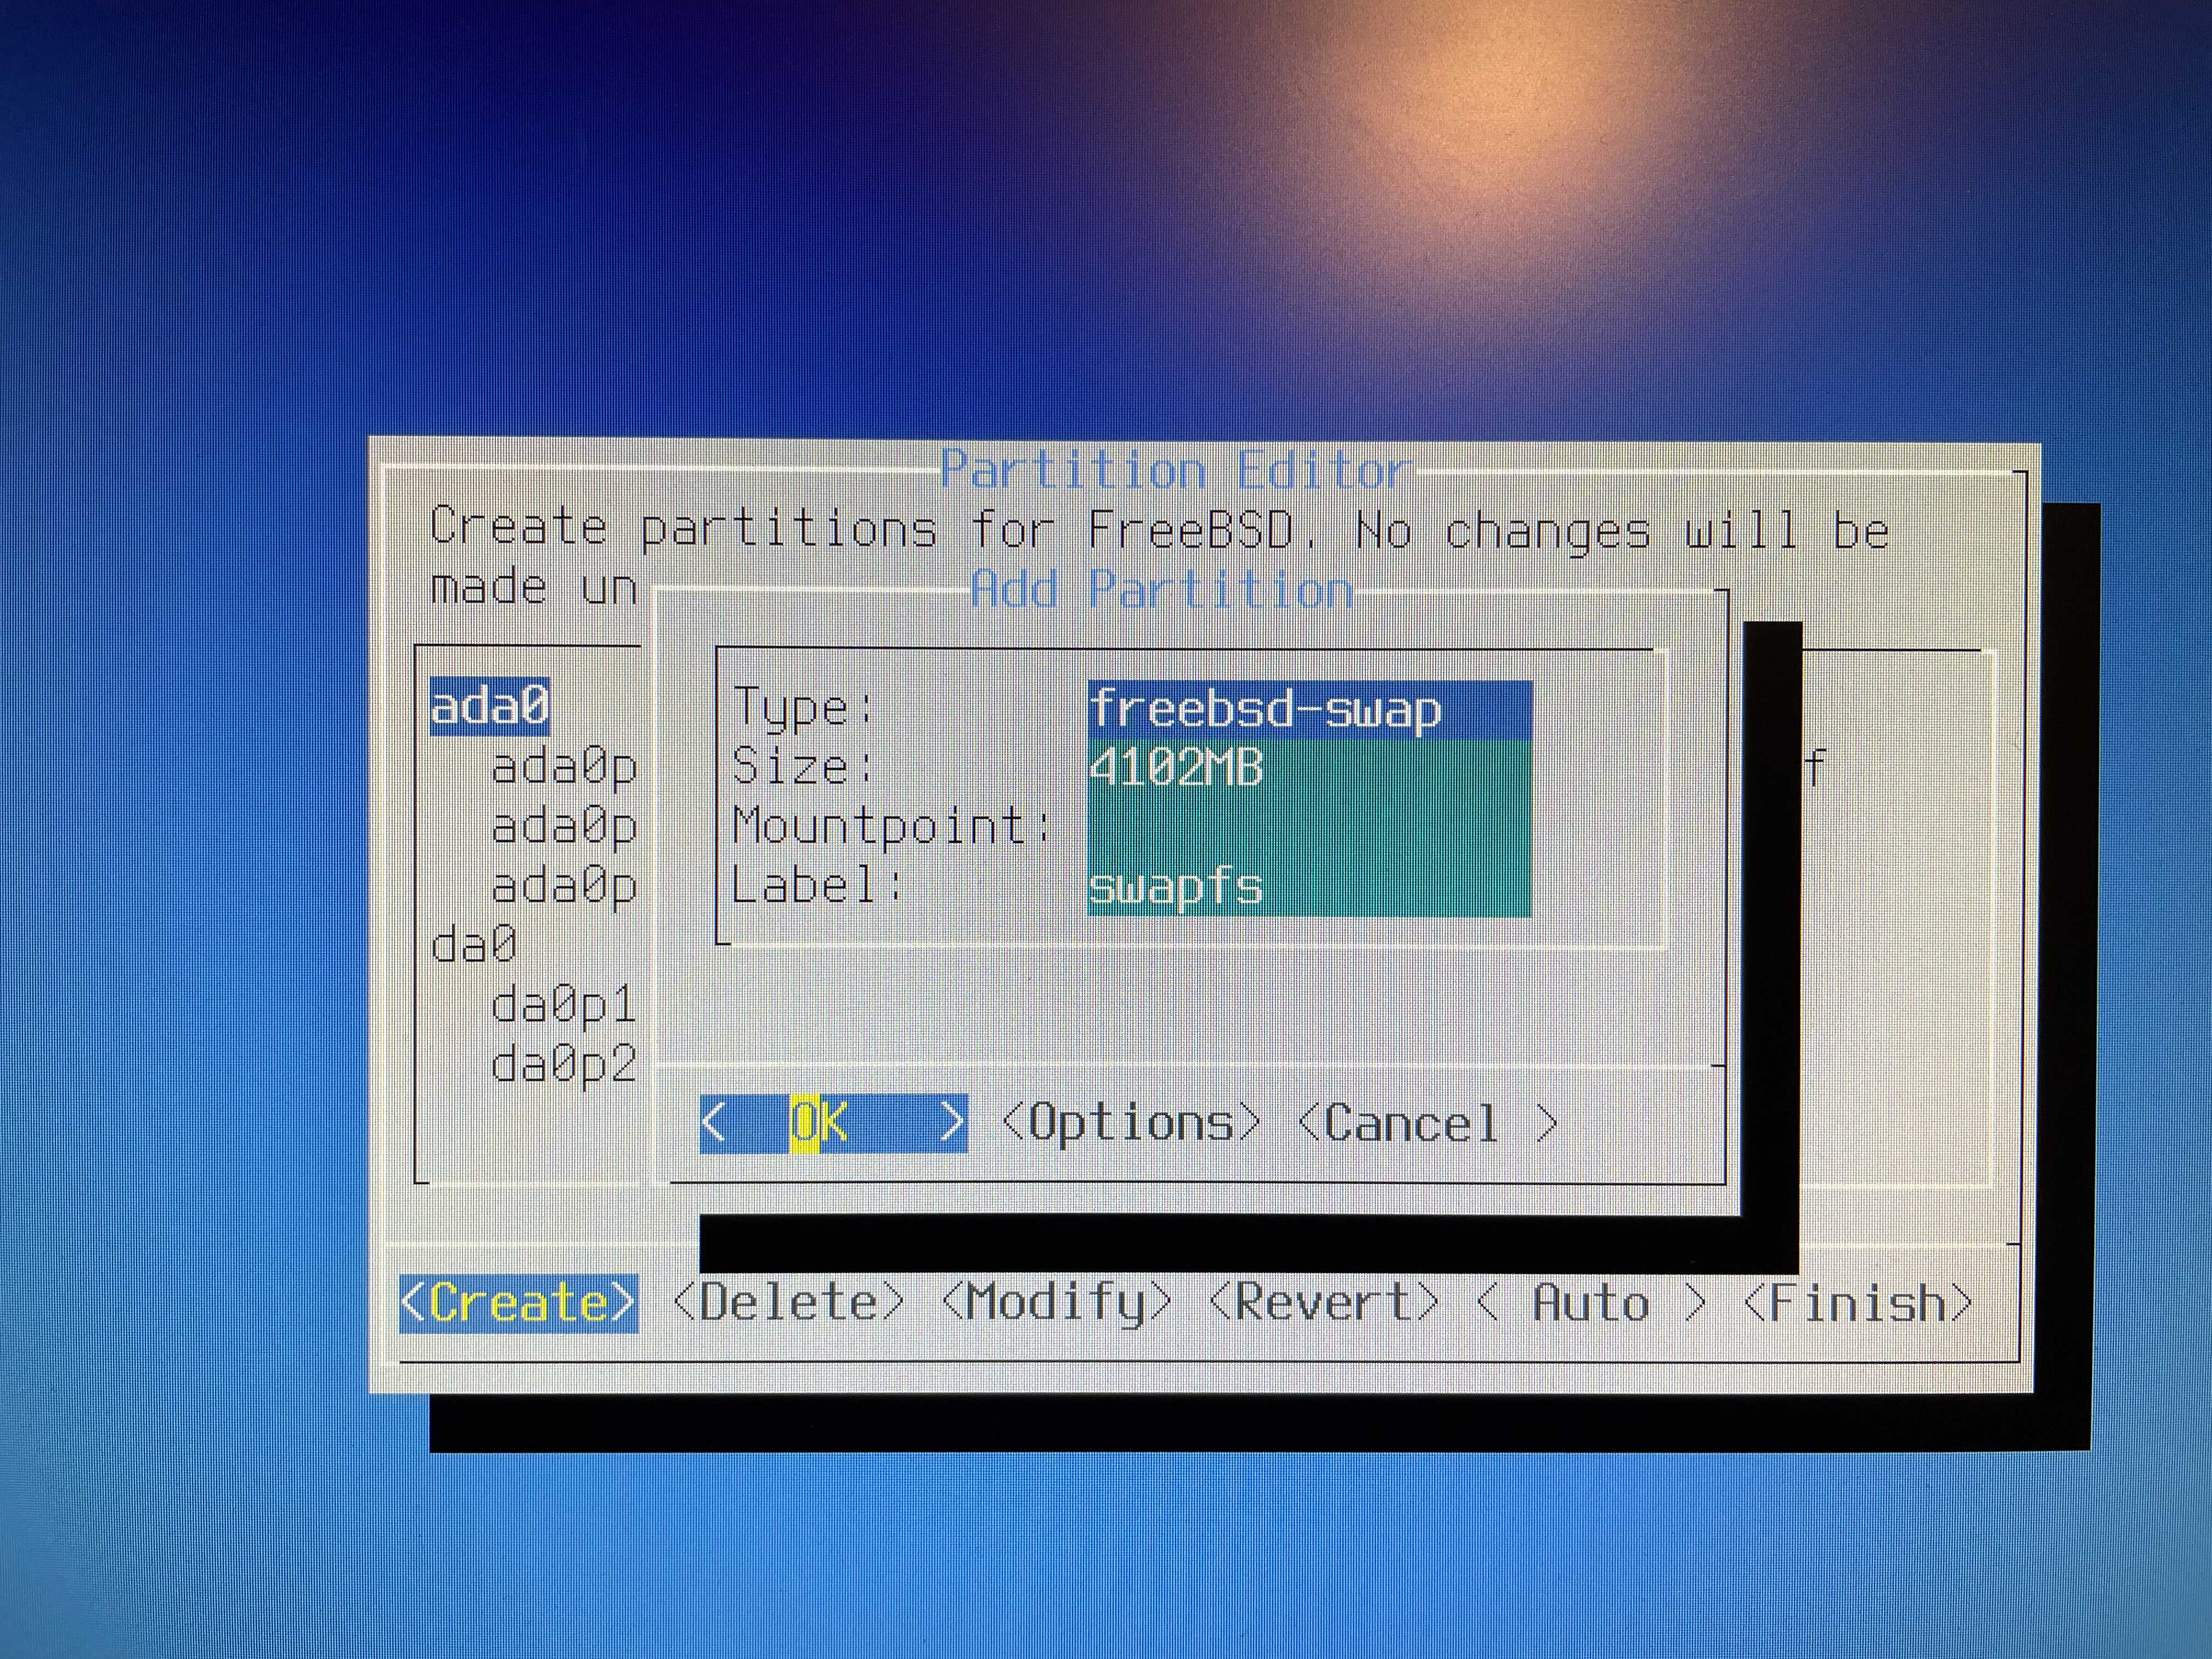 Partition Editor
Create partitions for FreeBSD. No changes will be
made un
Add Partition
ada0
Type: freebsd-swap
ada0p
Size: 4102MB
f
ada0p
Mountpoint:
ada0p
Label: swapfs
da0
da0p1
da0p2
< OK > <Options> <Cancel >
<Create> <Delete> <Modify> <Revert> < Auto > <Finish>